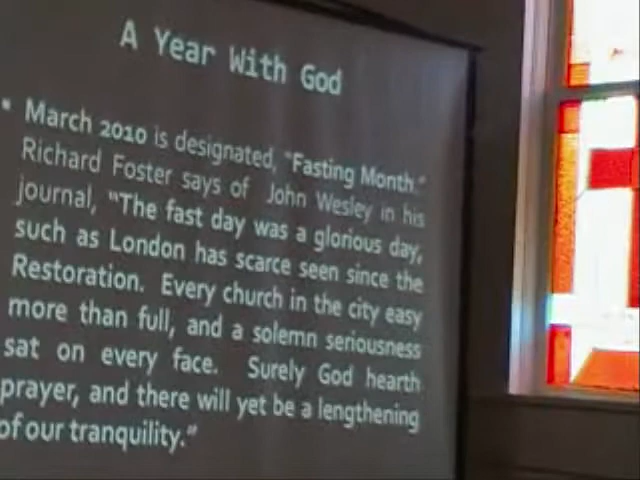 A Year With God
▪ March 2010 is designated, "Fasting Month."
Richard Foster says of John Wesley in his
journal, "The fast day was a glorious day,
such as London has scarce seen since the
Restoration. Every church in the city easy
more than full, and a solemn seriousness
sat on every face. Surely God hearth
prayer, and there will yet be a lengthening
of our tranquility."